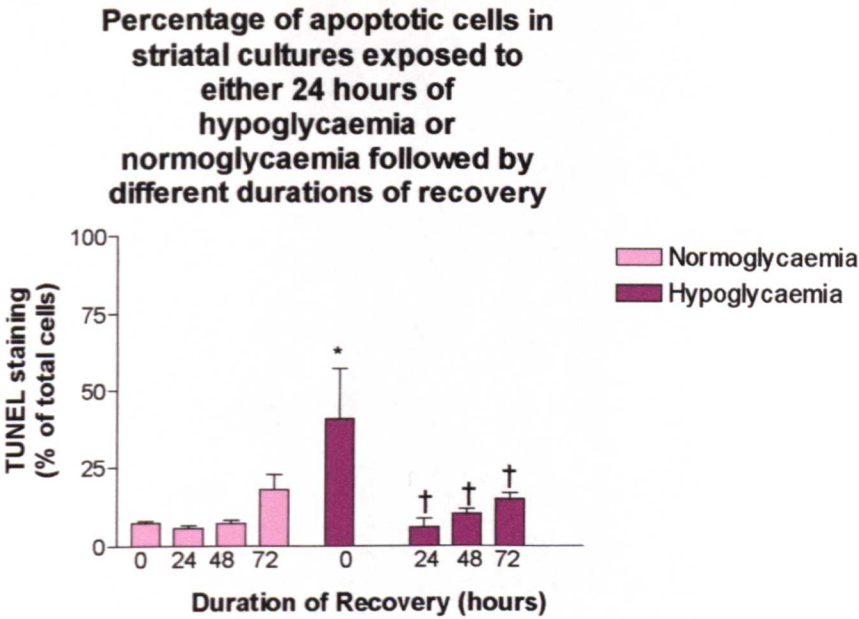 Percentage of apoptotic cells in
striatal cultures exposed to
either 24 hours of
hypoglycaemia or
normoglycaemia followed by
different durations of recovery
Normoglycaemia
Hypoglycaemia
TUNEL staining
(% of total cells)
100
75
50
25
0
*
† † †
0 24 48 72 0 24 48 72
Duration of Recovery (hours)